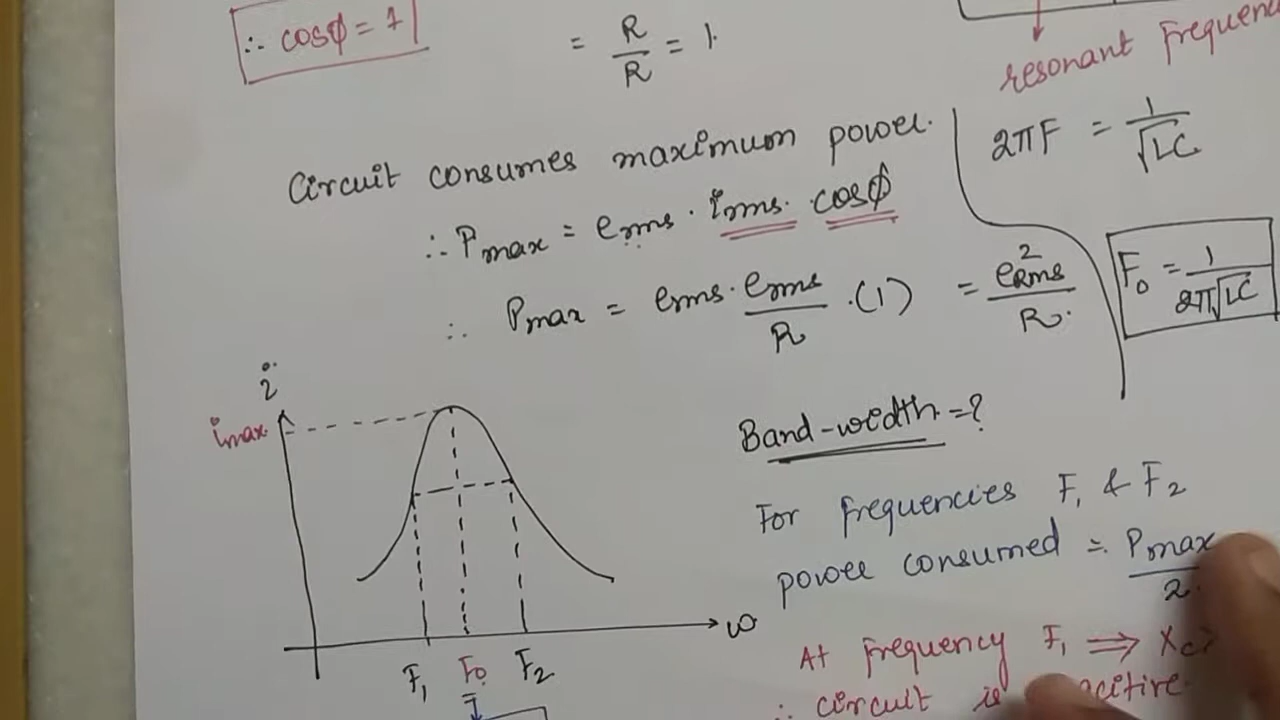 ∴ cosϕ = 1
= R/R = 1.
resonant Frequen
Circuit consumes maximum power.
∴ Pmax = erms · irms. cosϕ
∴ Pmax = erms · erms/R · (1) = e²Rms/R.
2πF = 1/√LC
F₀ = 1/2π√LC
i
imax
ω
F₁ F₀ F₂
Band-width = ?
For frequencies F₁ & F₂
power consumed = Pmax/2.
At frequency F₁ ⇒ Xc>
∴ circuit is